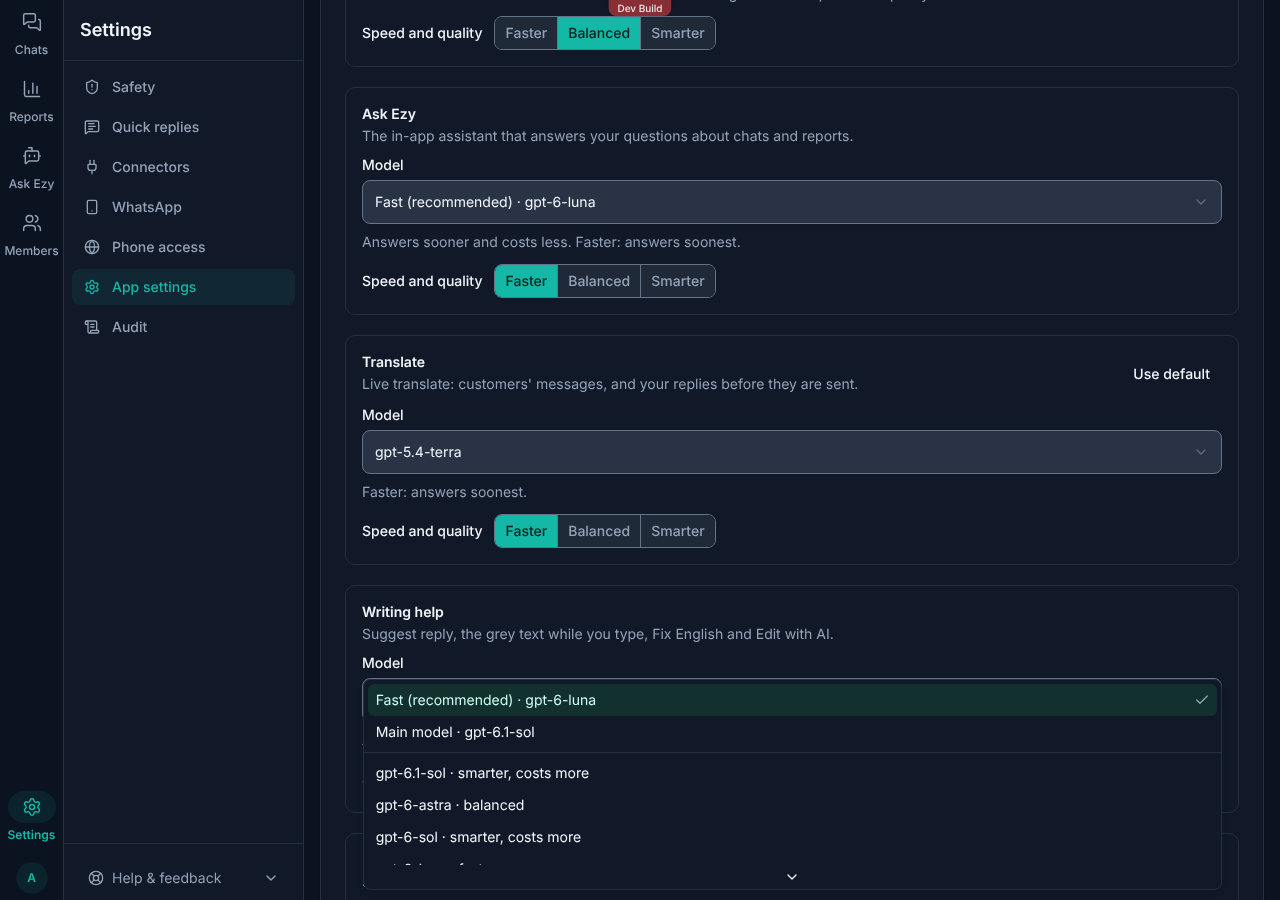 Chats
Reports
Ask Ezy
Members
Settings
A
Settings
Safety
Quick replies
Connectors
WhatsApp
Phone access
App settings
Audit
Help & feedback
Dev Build
Speed and quality
Faster
Balanced
Smarter
Ask Ezy
The in-app assistant that answers your questions about chats and reports.
Model
Fast (recommended) · gpt-6-luna
Answers sooner and costs less. Faster: answers soonest.
Speed and quality
Faster
Balanced
Smarter
Translate
Live translate: customers' messages, and your replies before they are sent.
Use default
Model
gpt-5.4-terra
Faster: answers soonest.
Speed and quality
Faster
Balanced
Smarter
Writing help
Suggest reply, the grey text while you type, Fix English and Edit with AI.
Model
Fast (recommended) · gpt-6-luna
Main model · gpt-6.1-sol
gpt-6.1-sol · smarter, costs more
gpt-6-astra · balanced
gpt-6-sol · smarter, costs more